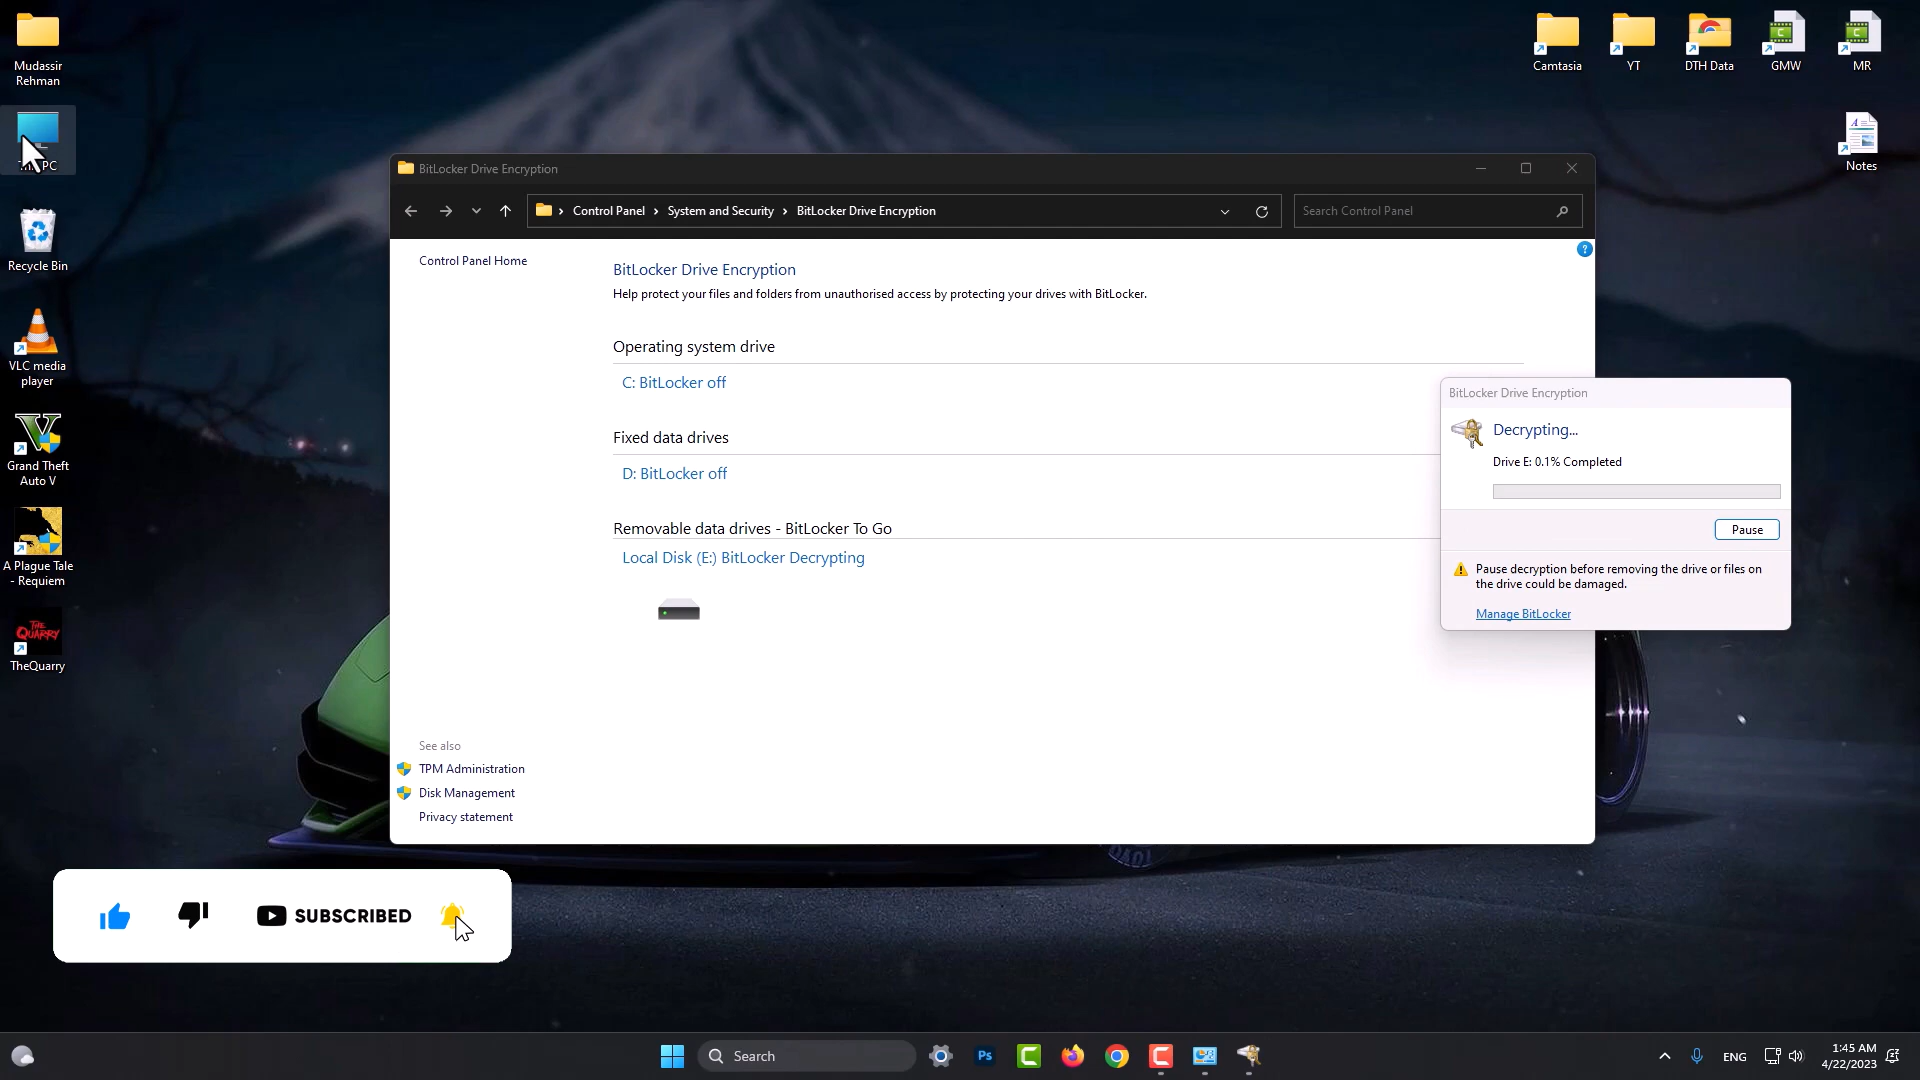 Mudassir
Rehman
PC
Recycle Bin
VLC media
player
Grand Theft
Auto V
A Plague Tale
- Requiem
THE
QUARRY
TheQuarry
Camtasia
YT
DTH Data
GMW
MR
Notes
BitLocker Drive Encryption
Control Panel
System and Security
BitLocker Drive Encryption
Search Control Panel
Control Panel Home
BitLocker Drive Encryption
Help protect your files and folders from unauthorised access by protecting your drives with BitLocker.
Operating system drive
C: BitLocker off
Fixed data drives
D: BitLocker off
Removable data drives - BitLocker To Go
Local Disk (E:) BitLocker Decrypting
See also
TPM Administration
Disk Management
Privacy statement
BitLocker Drive Encryption
Decrypting...
Drive E: 0.1% Completed
Pause
Pause decryption before removing the drive or files on
the drive could be damaged.
Manage BitLocker
SUBSCRIBED
Search
Ps
ENG
1:45 AM
4/22/2023